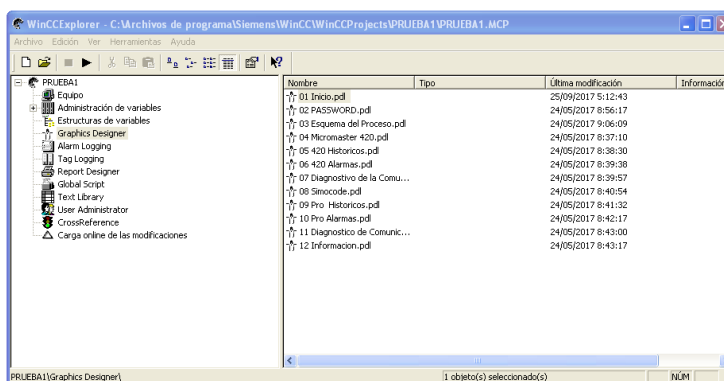 WinCCExplorer - C:\Archivos de programa\Siemens\WinCC\WinCCProjects\PRUEBA1\PRUEBA1.MCP
Archivo Edición Ver Herramientas Ayuda
PRUEBA1
Equipo
Administración de variables
Estructuras de variables
Graphics Designer
Alarm Logging
Tag Logging
Report Designer
Global Script
Text Library
User Administrator
CrossReference
Carga online de las modificaciones
Nombre Tipo Última modificación Información
01 Inicio.pdl 25/09/2017 5:12:43
02 PASSWORD.pdl 24/05/2017 8:56:17
03 Esquema del Proceso.pdl 24/05/2017 9:06:09
04 Micromaster 420.pdl 24/05/2017 8:37:10
05 420 Historicos.pdl 24/05/2017 8:38:30
06 420 Alarmas.pdl 24/05/2017 8:39:38
07 Diagnostivo de la Comu... 24/05/2017 8:39:57
08 Simocode.pdl 24/05/2017 8:40:54
09 Pro Historicos.pdl 24/05/2017 8:41:32
10 Pro Alarmas.pdl 24/05/2017 8:42:17
11 Diagnostico de Comunic... 24/05/2017 8:43:00
12 Informacion.pdl 24/05/2017 8:43:17
PRUEBA1\Graphics Designer\ 1 objeto(s) seleccionado(s) NÚM